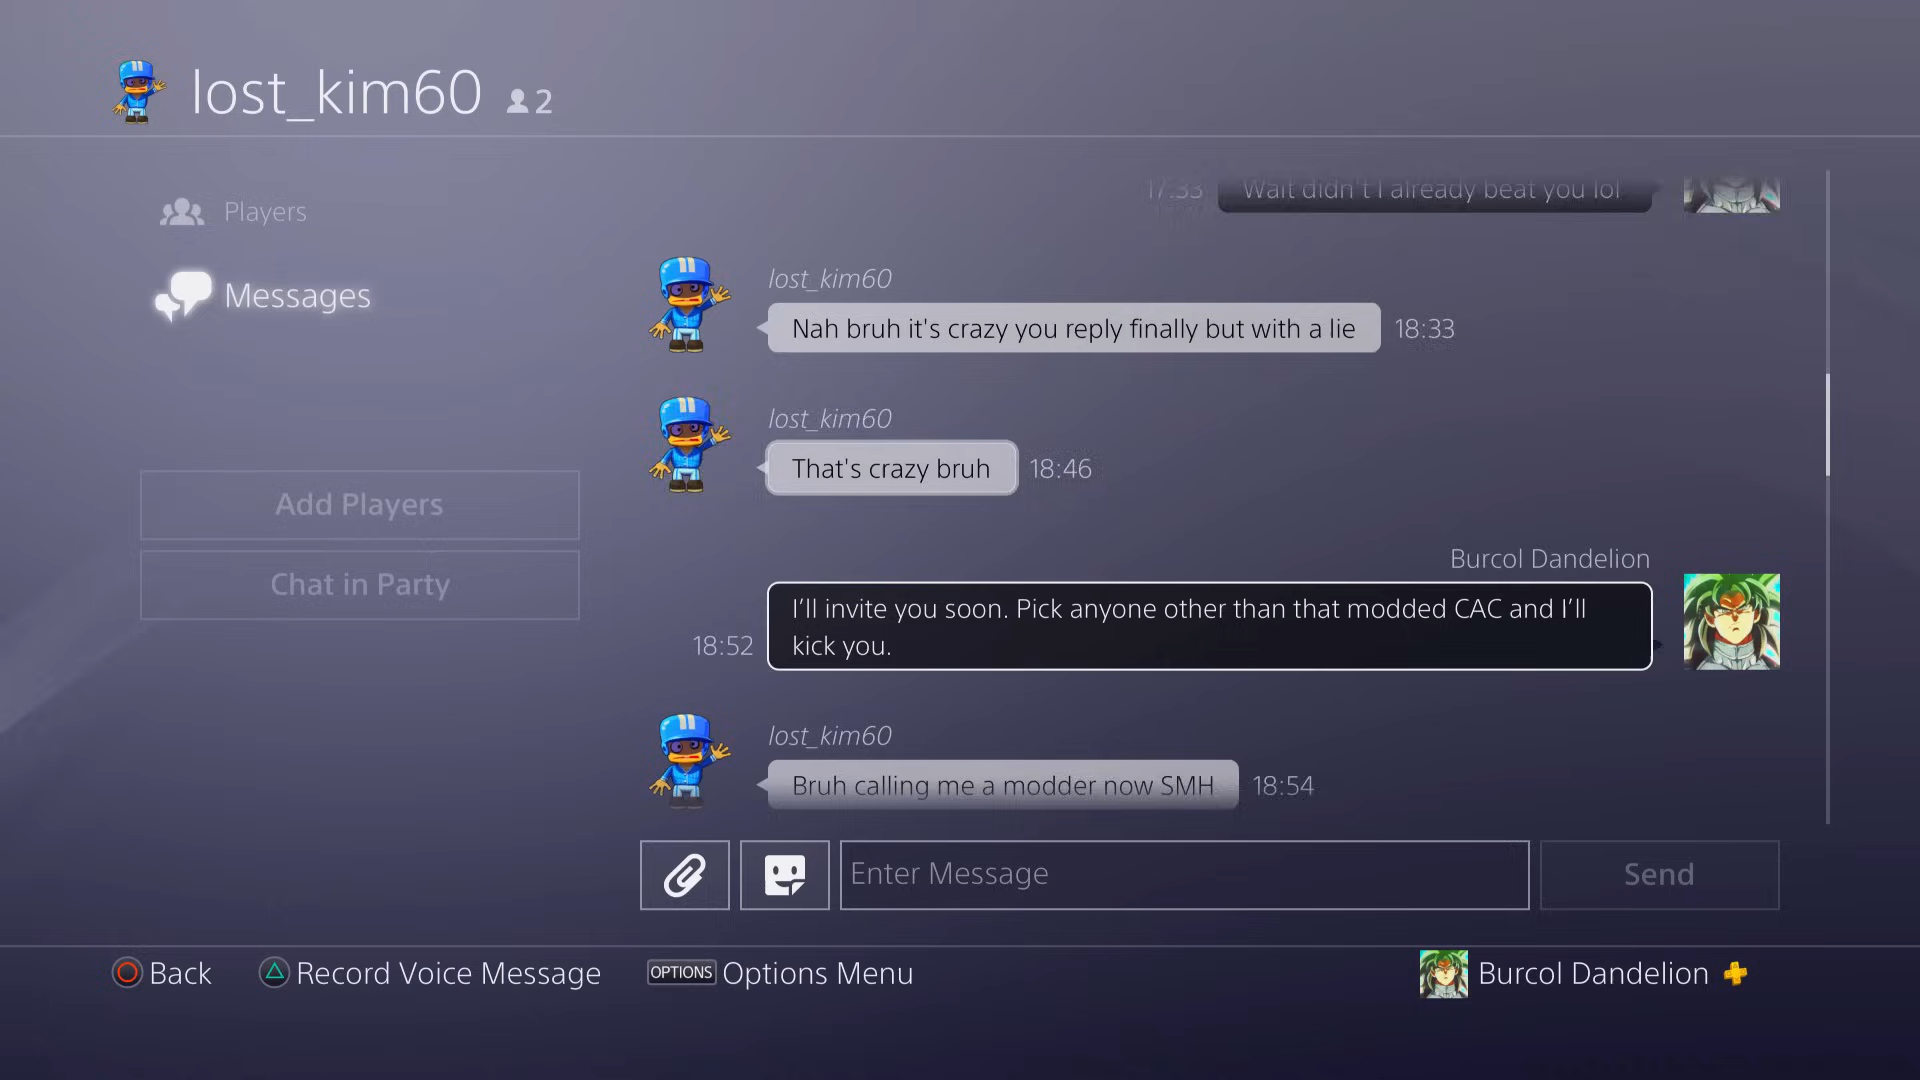 lost_kim60 2
Players
Messages
Add Players
Chat in Party
17:33 Wait didn't I already beat you lol
lost_kim60
Nah bruh it's crazy you reply finally but with a lie 18:33
lost_kim60
That's crazy bruh 18:46
Burcol Dandelion
I’ll invite you soon. Pick anyone other than that modded CAC and I’ll
kick you.
18:52
lost_kim60
Bruh calling me a modder now SMH 18:54
Enter Message
Send
Back Record Voice Message OPTIONS Options Menu Burcol Dandelion